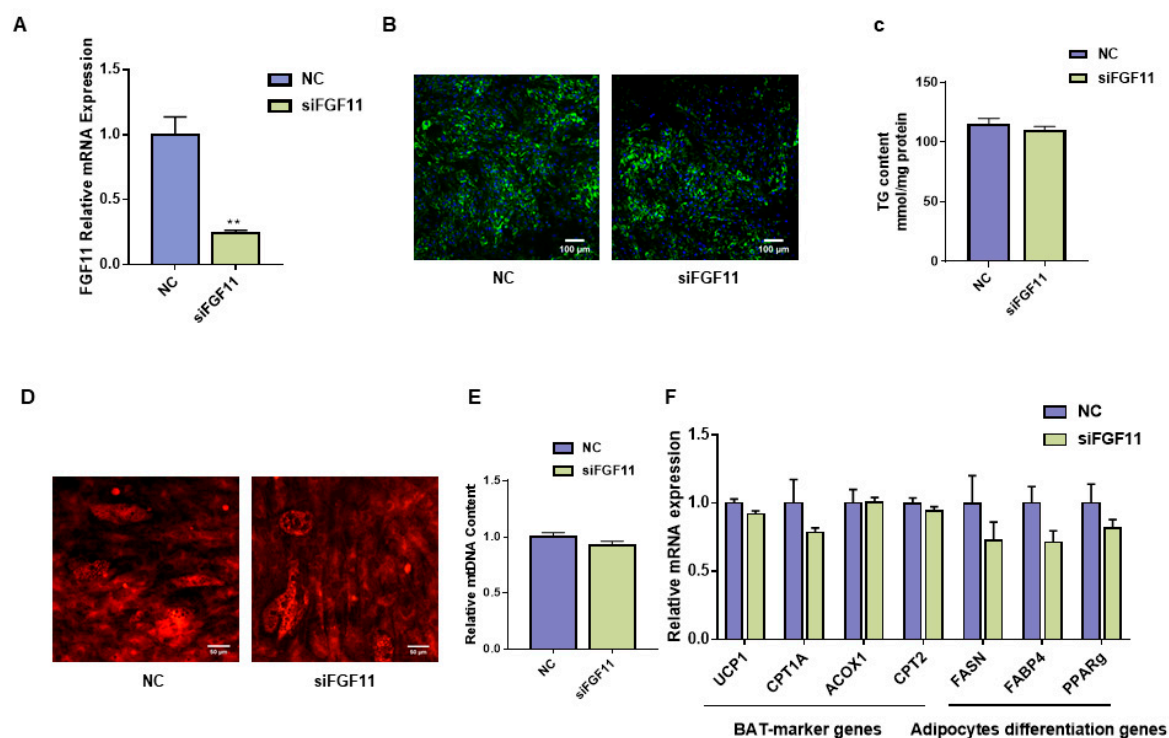 A
FGF11 Relative mRNA Expression
1.5
1.0
0.5
0.0
**
NC
siFGF11
NC
siFGF11
B
100 µm
100 µm
NC
siFGF11
c
NC
siFGF11
TG content
mmol/mg protein
150
100
50
0
NC
siFGF11
D
50 µm
50 µm
NC
siFGF11
E
NC
siFGF11
Relative mtDNA Content
1.5
1.0
0.5
0.0
NC
siFGF11
F
NC
siFGF11
Relative mRNA expression
1.5
1.0
0.5
0.0
UCP1
CPT1A
ACOX1
CPT2
FASN
FABP4
PPARg
BAT-marker genes
Adipocytes differentiation genes